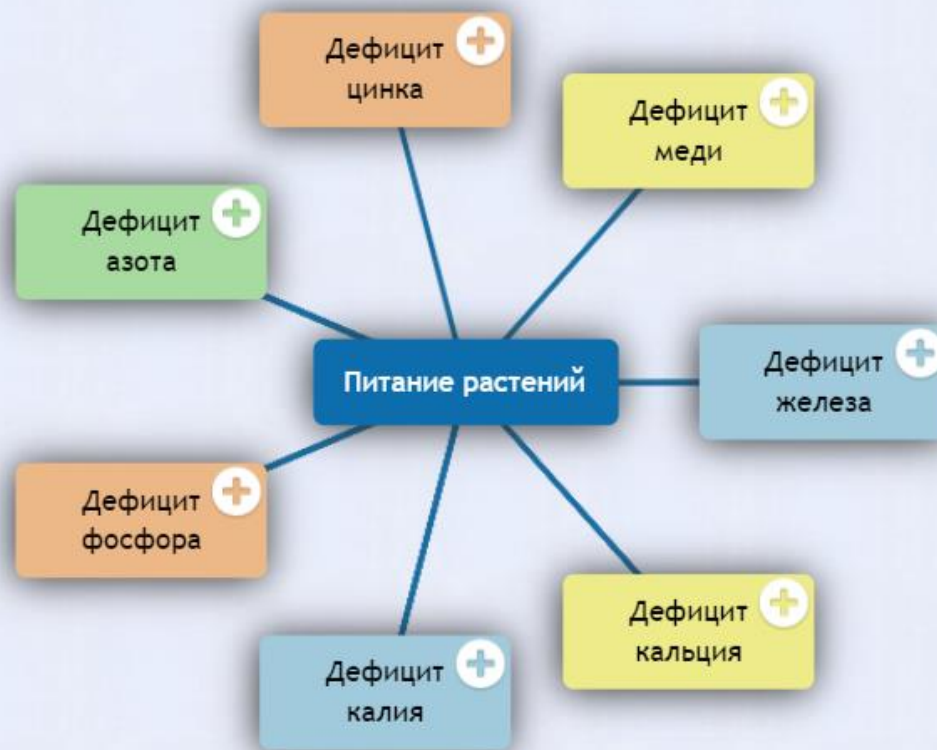 Дефицит
цинка
Дефицит
меди
Дефицит
азота
Питание растений
Дефицит
железа
Дефицит
фосфора
Дефицит
кальция
Дефицит
калия